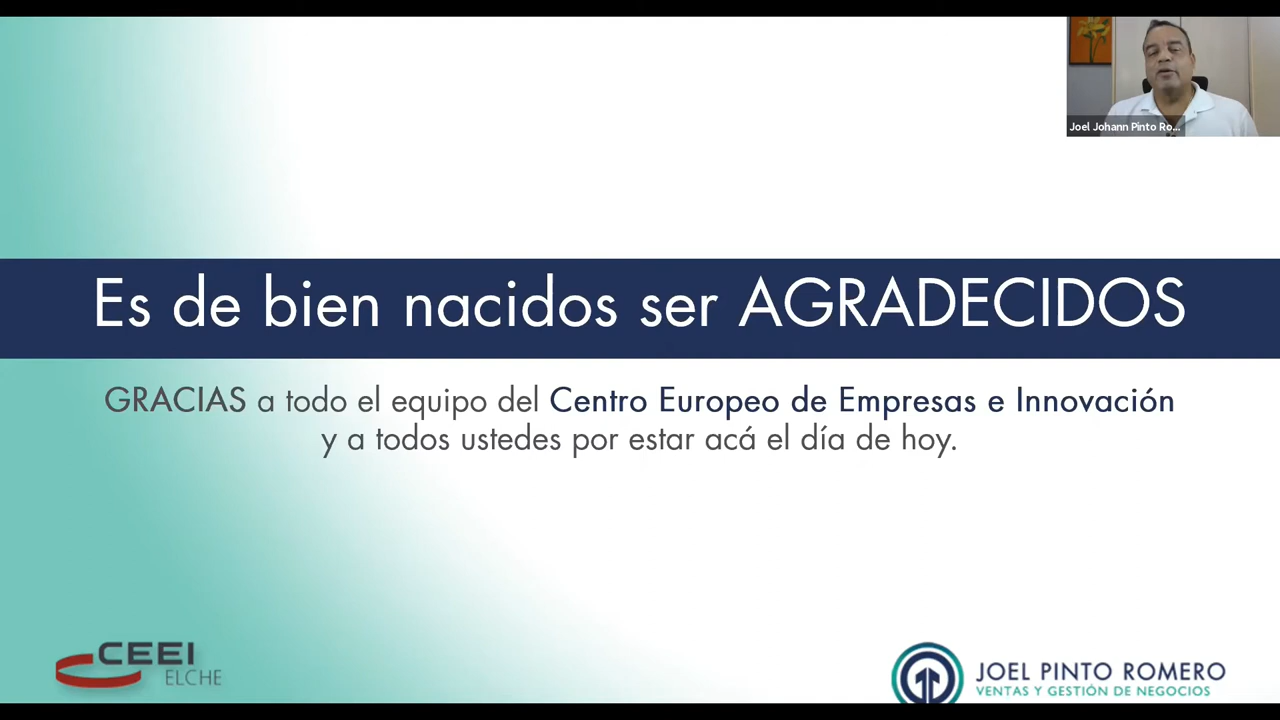 Joel Johann Pinto Ro...
Es de bien nacidos ser AGRADECIDOS
GRACIAS a todo el equipo del Centro Europeo de Empresas e Innovación
y a todos ustedes por estar acá el día de hoy.
CEEI
ELCHE
JOEL PINTO ROMERO
VENTAS Y GESTIÓN DE NEGOCIOS